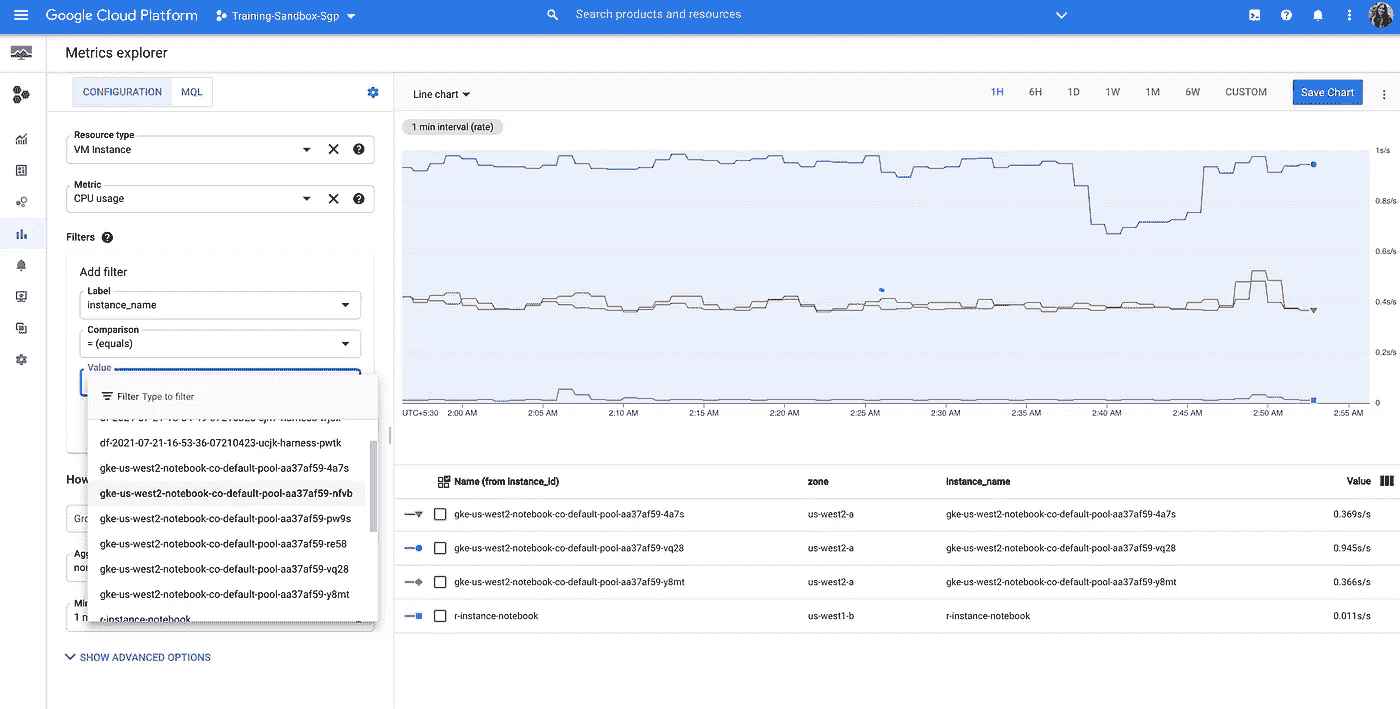 Google Cloud Platform
Training-Sandbox-Sgp
Search products and resources
Metrics explorer
CONFIGURATION
MQL
Resource type
VM Instance
Metric
CPU usage
Filters
Add filter
Label
instance_name
Comparison
= (equals)
Value
Filter Type to filter
df-2021-07-21-16-53-36-07210423-ucjk-harness-pwtk
gke-us-west2-notebook-co-default-pool-aa37af59-4a7s
gke-us-west2-notebook-co-default-pool-aa37af59-nfvb
gke-us-west2-notebook-co-default-pool-aa37af59-pw9s
gke-us-west2-notebook-co-default-pool-aa37af59-re58
gke-us-west2-notebook-co-default-pool-aa37af59-vq28
gke-us-west2-notebook-co-default-pool-aa37af59-y8mt
r-instance-notebook
How
Gro
Agg
non
Min
1 m
SHOW ADVANCED OPTIONS
Line chart
1H
6H
1D
1W
1M
6W
CUSTOM
Save Chart
1 min interval (rate)
1s/s
0.8s/s
0.6s/s
0.4s/s
0.2s/s
0
UTC+5:30 2:00 AM 2:05 AM 2:10 AM 2:15 AM 2:20 AM 2:25 AM 2:30 AM 2:35 AM 2:40 AM 2:45 AM 2:50 AM 2:55 AM
Name (from instance_id) zone instance_name Value
gke-us-west2-notebook-co-default-pool-aa37af59-4a7s us-west2-a gke-us-west2-notebook-co-default-pool-aa37af59-4a7s 0.369s/s
gke-us-west2-notebook-co-default-pool-aa37af59-vq28 us-west2-a gke-us-west2-notebook-co-default-pool-aa37af59-vq28 0.945s/s
gke-us-west2-notebook-co-default-pool-aa37af59-y8mt us-west2-a gke-us-west2-notebook-co-default-pool-aa37af59-y8mt 0.366s/s
r-instance-notebook us-west1-b r-instance-notebook 0.011s/s